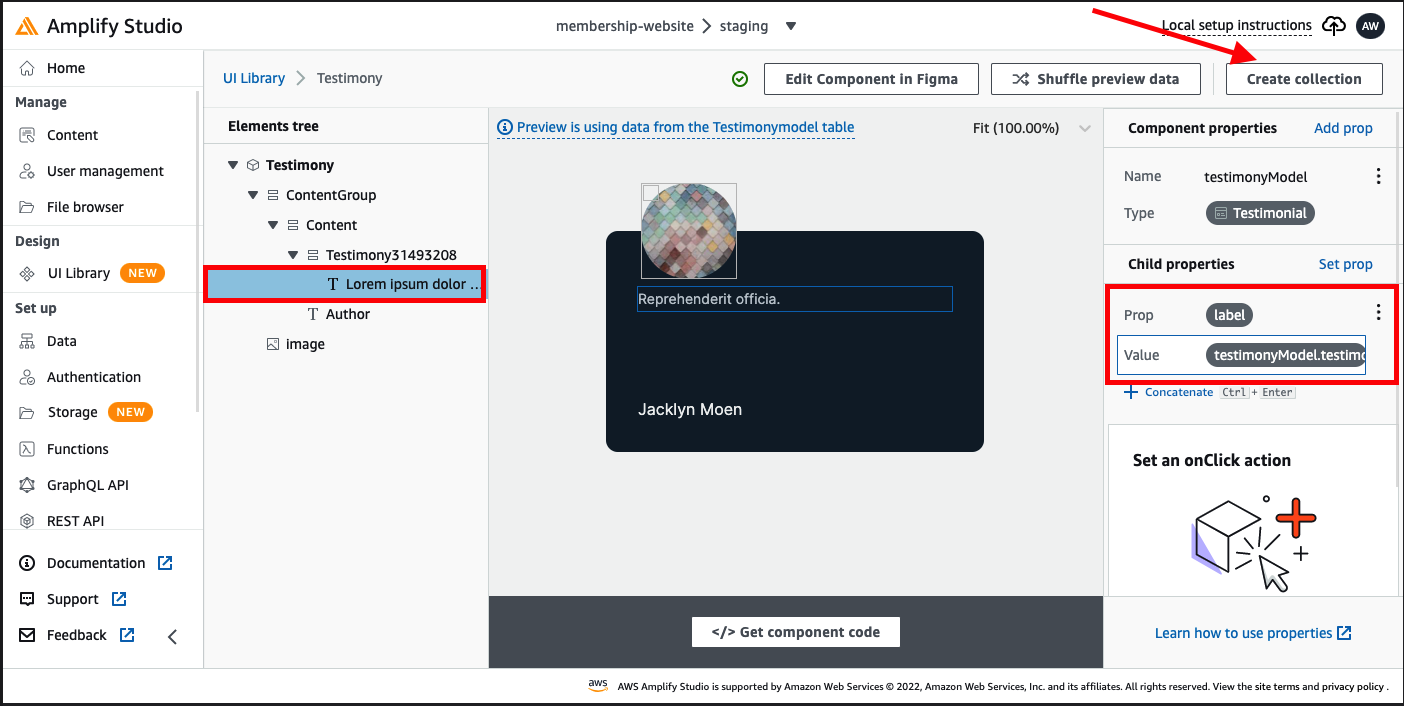 Amplify Studio
membership-website > staging
Local setup instructions
AW
Home
Manage
Content
User management
File browser
Design
UI Library NEW
Set up
Data
Authentication
Storage NEW
Functions
GraphQL API
REST API
Documentation
Support
Feedback
UI Library > Testimony
Edit Component in Figma
Shuffle preview data
Create collection
Elements tree
Testimony
ContentGroup
Content
Testimony31493208
T Lorem ipsum dolor ...
T Author
image
Preview is using data from the Testimonymodel table
Fit (100.00%)
Reprehenderit officia.
Jacklyn Moen
</> Get component code
Component properties Add prop
Name testimonyModel
Type Testimonial
Child properties Set prop
Prop label
Value testimonyModel.testimo
+ Concatenate Ctrl + Enter
Set an onClick action
Learn how to use properties
aws AWS Amplify Studio is supported by Amazon Web Services © 2022, Amazon Web Services, Inc. and its affiliates. All rights reserved. View the site terms and privacy policy .